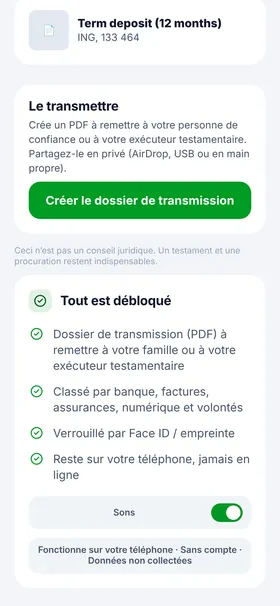 Term deposit (12 months)
ING, 133 464
Le transmettre
Crée un PDF à remettre à votre personne de
confiance ou à votre exécuteur testamentaire.
Partagez-le en privé (AirDrop, USB ou en main
propre).
Créer le dossier de transmission
Ceci n'est pas un conseil juridique. Un testament et une
procuration restent indispensables.
Tout est débloqué
Dossier de transmission (PDF) à
remettre à votre famille ou à votre
exécuteur testamentaire
Classé par banque, factures,
assurances, numérique et volontés
Verrouillé par Face ID / empreinte
Reste sur votre téléphone, jamais en
ligne
Sons
Fonctionne sur votre téléphone · Sans compte ·
Données non collectées